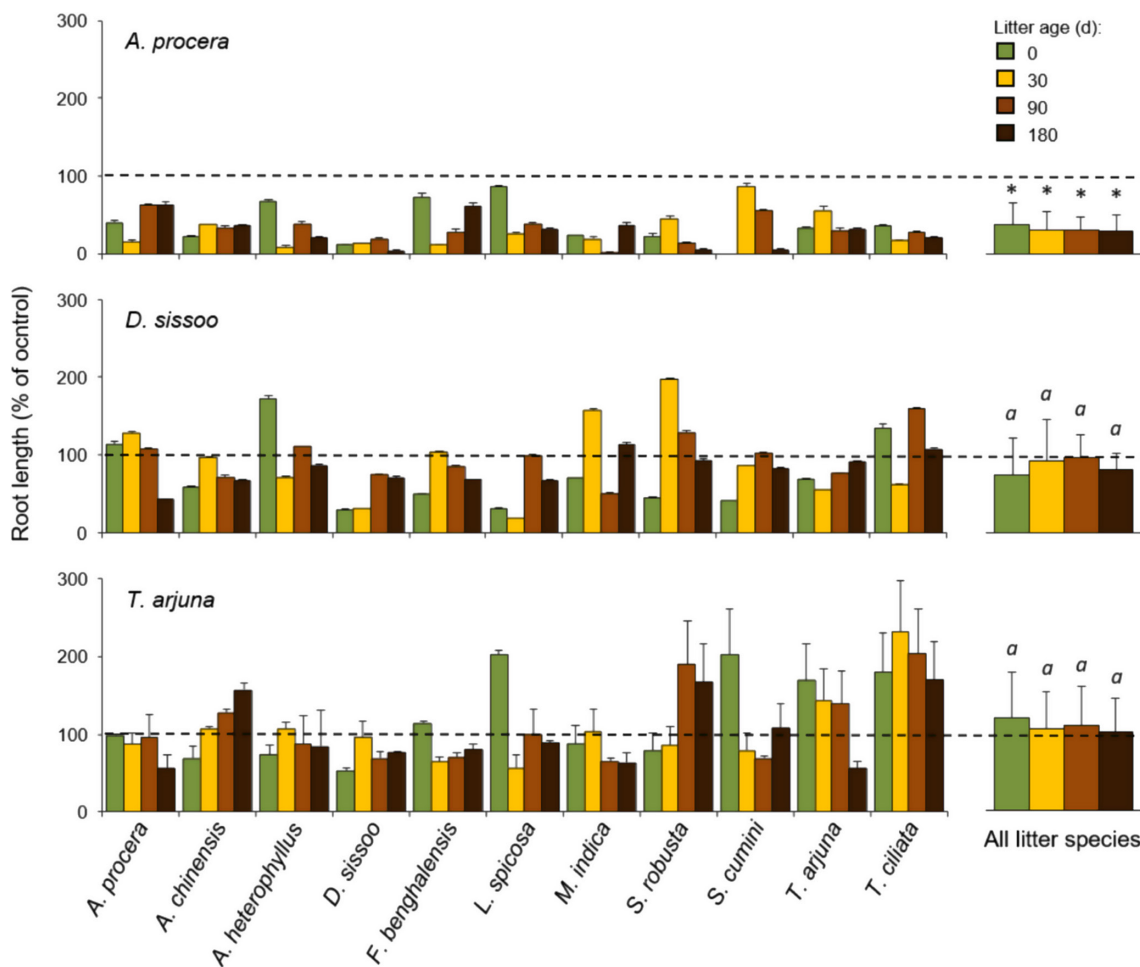 300
200
100
0
A. procera
Litter age (d):
0
30
90
180
* * * *
300
200
100
0
D. sissoo
a a a a
Root length (% of ocntrol)
300
200
100
0
T. arjuna
a a a a
A. procera
A. chinensis
A. heterophyllus
D. sissoo
F. benghalensis
L. spicosa
M. indica
S. robusta
S. cumini
T. arjuna
T. ciliata
All litter species